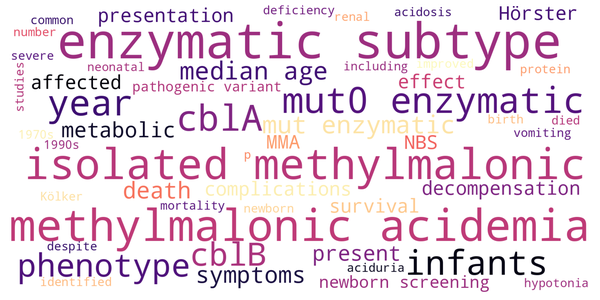 common
presentation
deficiency
renal
acidosis
Hörster
number
enzymatic subtype
severe
neonatal
median age
including
improved
protein
studies
affected
pathogenic variant
effect
year
cblA
mut0 enzymatic
metabolic
mut enzymatic
birth
died
1970s
1990s
MMA
NBS
vomiting
isolated methylmalonic
p
death
complications
decompensation
Kölker
mortality
newborn
survival
methylmalonic acidemia
despite
cblB
present
infants
phenotype
symptoms
aciduria
identified
newborn screening
hypotonia